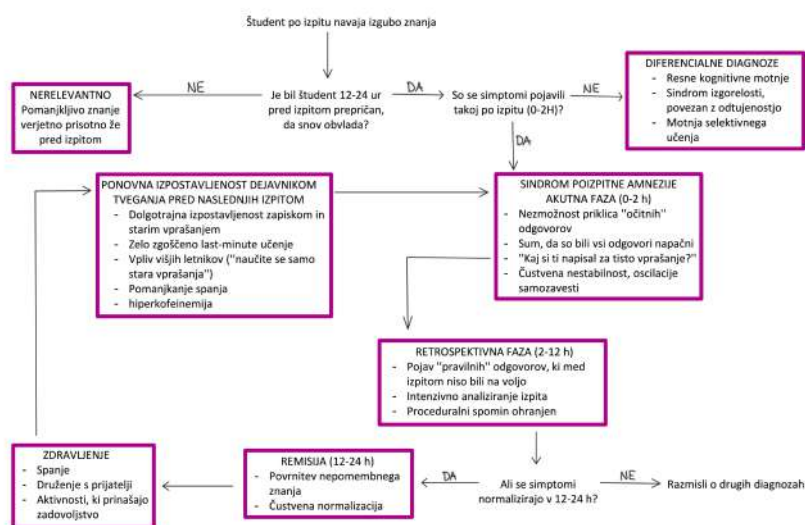 Študent po izpitu navaja izgubo znanja
NERELEVANTNO
Pomanjkljivo znanje
verjetno prisotno že
pred izpitom
NE
Je bil študent 12-24 ur
pred izpitom prepričan,
da snov obvlada?
DA
So se simptomi pojavili
takoj po izpitu (0-2H)?
NE
DIFERENCIALNE DIAGNOZE
- Resne kognitivne motnje
- Sindrom izgorelosti,
povezan z odtujenostjo
- Motnja selektivnega
učenja
DA
PONOVNA IZPOSTAVLJENOST DEJAVNIKOM
TVEGANJA PRED NASLEDNJIH IZPITOM
- Dolgotrajna izpostavljenost zapiskom in
starim vprašanjem
- Zelo zgoščeno last-minute učenje
- Vpliv višjih letnikov ("naučite se samo
stara vprašanja")
- Pomanjkanje spanja
- hiperkofeinemija
SINDROM POIZPITNE AMNEZIJE
AKUTNA FAZA (0-2 h)
- Nezmožnost priklica "očitnih"
odgovorov
- Sum, da so bili vsi odgovori napačni
- "Kaj si ti napisal za tisto vprašanje?"
- Čustvena nestabilnost, oscilacije
samozavesti
RETROSPEKTIVNA FAZA (2-12 h)
- Pojav "pravilnih" odgovorov, ki med
izpitom niso bili na voljo
- Intenzivno analiziranje izpita
- Proceduralni spomin ohranjen
ZDRAVLJENJE
- Spanje
- Druženje s prijatelji
- Aktivnosti, ki prinašajo
zadovoljstvo
REMISIJA (12-24 h)
- Povrnitev nepomembnega
znanja
- Čustvena normalizacija
DA
Ali se simptomi
normalizirajo v 12-24 h?
NE
Razmisli o drugih diagnozah